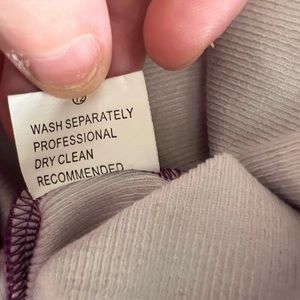 WASH SEPARATELY
PROFESSIONAL
DRY CLEAN
RECOMMENDED